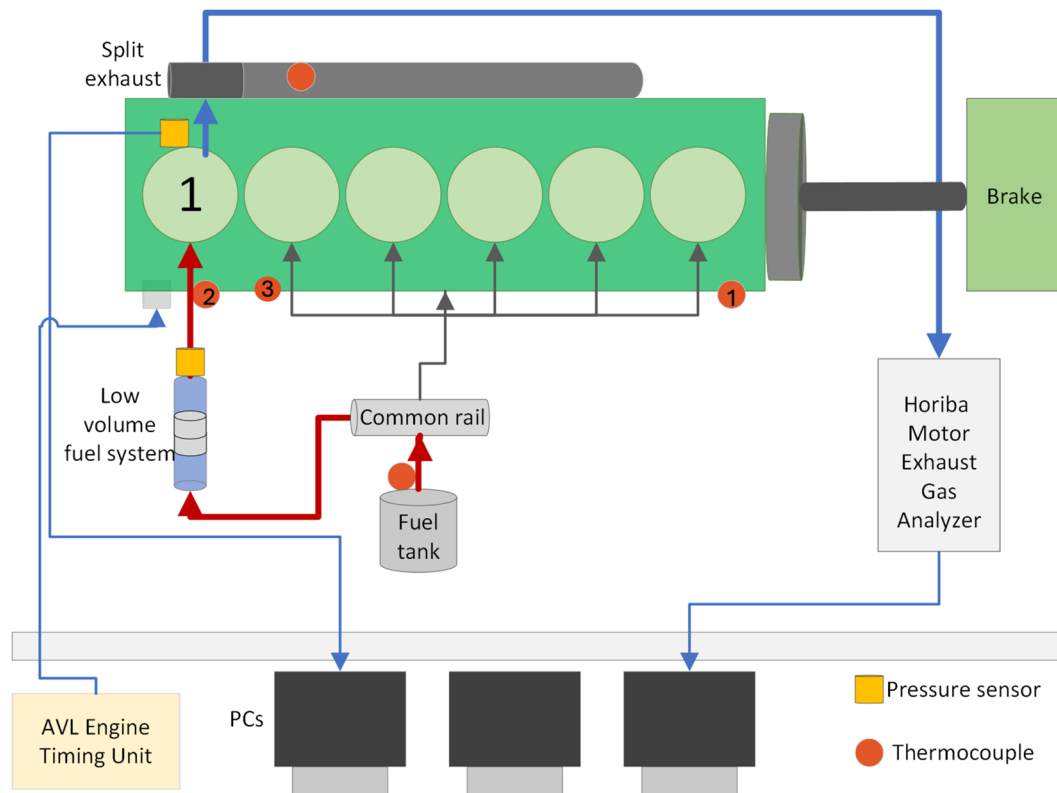 Split
exhaust
1
Brake
2
3
1
Low
volume
fuel system
Common rail
Fuel
tank
Horiba
Motor
Exhaust
Gas
Analyzer
AVL Engine
Timing Unit
PCs
Pressure sensor
Thermocouple